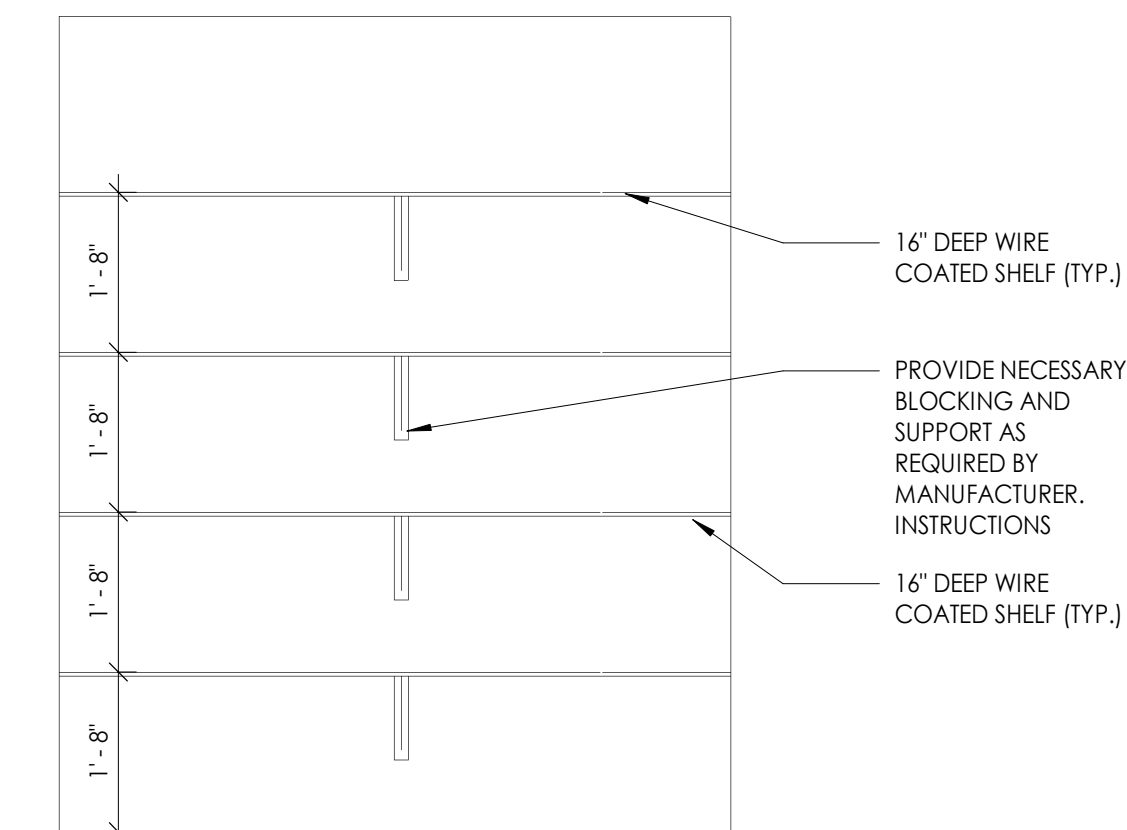 1' - 8"
16" DEEP WIRE
COATED SHELF (TYP.)
1' - 8"
PROVIDE NECESSARY
BLOCKING AND
SUPPORT AS
REQUIRED BY
MANUFACTURER.
INSTRUCTIONS
1' - 8"
16" DEEP WIRE
COATED SHELF (TYP.)
1' - 8"